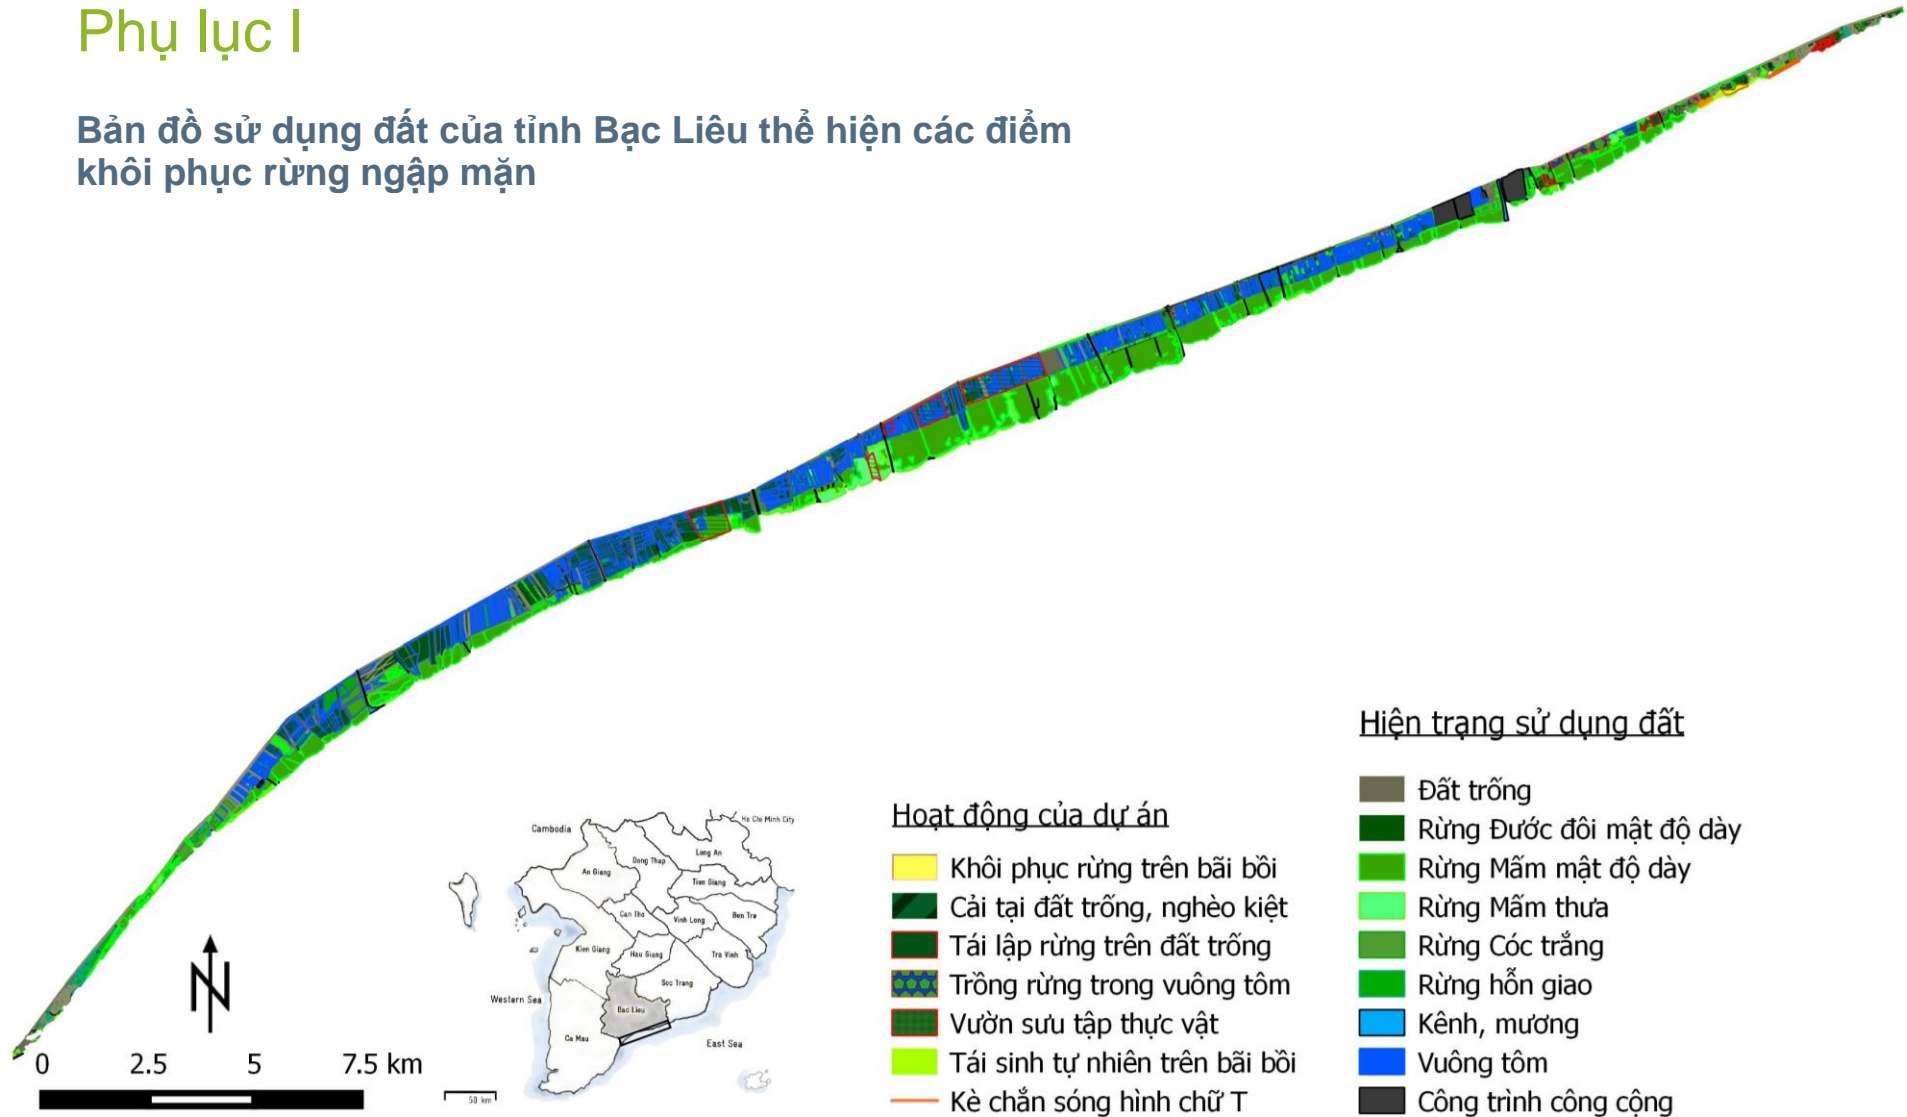 Phụ lục I
Bản đồ sử dụng đất của tỉnh Bạc Liêu thể hiện các điểm
khôi phục rừng ngập mặn
N
0 2.5 5 7.5 km
Cambodia
Ho Chi Minh City
Long An
Dong Thap
An Giang
Tien Giang
Can Tho
Vinh Long
Ben Tre
Kien Giang
Hau Giang
Tra Vinh
Soc Trang
Western Sea
Bac Lieu
Ca Mau
East Sea
50 km
Hoạt động của dự án
Khôi phục rừng trên bãi bồi
Cải tại đất trống, nghèo kiệt
Tái lập rừng trên đất trống
Trồng rừng trong vuông tôm
Vườn sưu tập thực vật
Tái sinh tự nhiên trên bãi bồi
Kè chắn sóng hình chữ T
Hiện trạng sử dụng đất
Đất trống
Rừng Đước đôi mật độ dày
Rừng Mấm mật độ dày
Rừng Mấm thưa
Rừng Cóc trắng
Rừng hỗn giao
Kênh, mương
Vuông tôm
Công trình công cộng